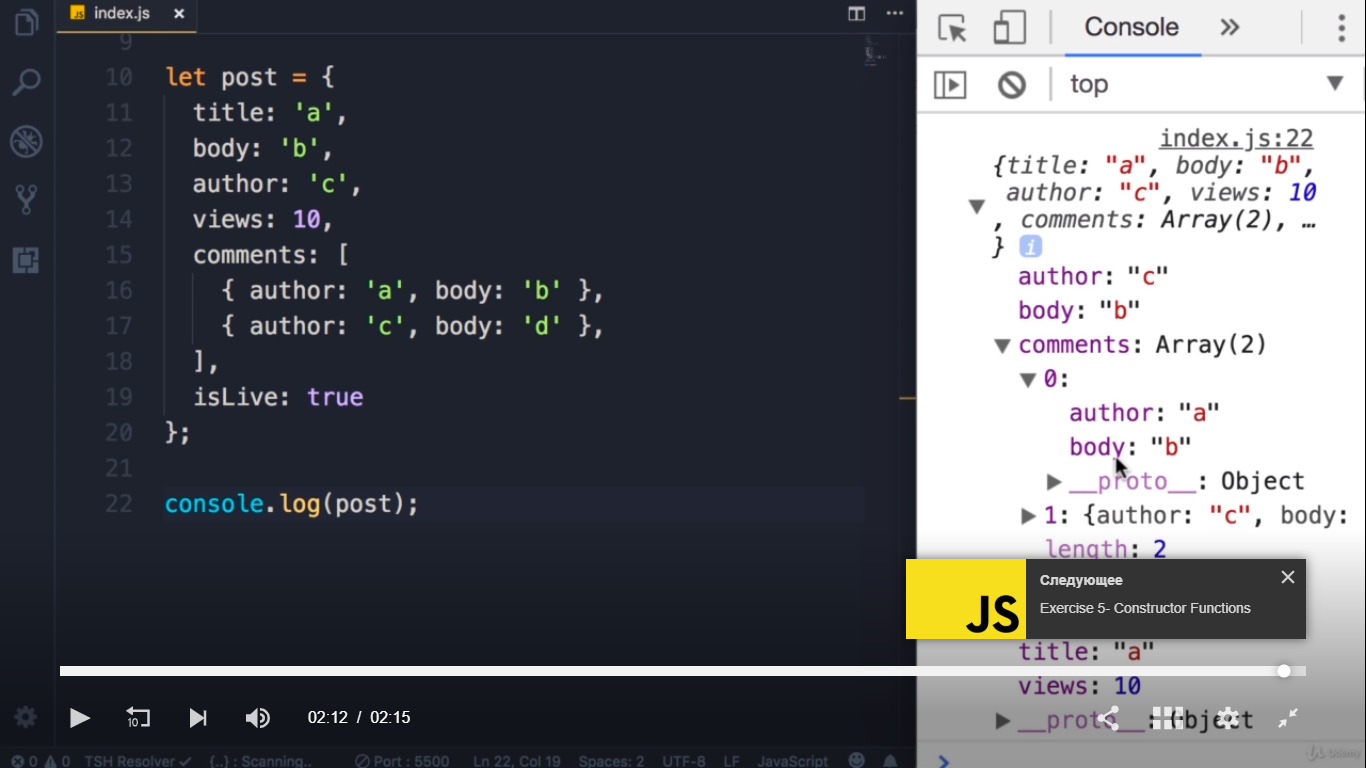 index.js
9
10 let post = {
11 title: 'a',
12 body: 'b',
13 author: 'c',
14 views: 10,
15 comments: [
16 { author: 'a', body: 'b' },
17 { author: 'c', body: 'd' },
18 ],
19 isLive: true
20 };
21
22 console.log(post);
Console
top
index.js:22
{title: "a", body: "b",
author: "c", views: 10
, comments: Array(2), …
} i
author: "c"
body: "b"
comments: Array(2)
0:
author: "a"
body: "b"
__proto__: Object
1: {author: "c", body:
length: 2
JS
Следующее
Exercise 5- Constructor Functions
title: "a"
views: 10
__proto__: Object
10
02:12 / 02:15
0 0 TSH Resolver {..} : Scanning.. Port : 5500 Ln 22, Col 19 Spaces: 2 UTF-8 LF JavaScript
Udemy